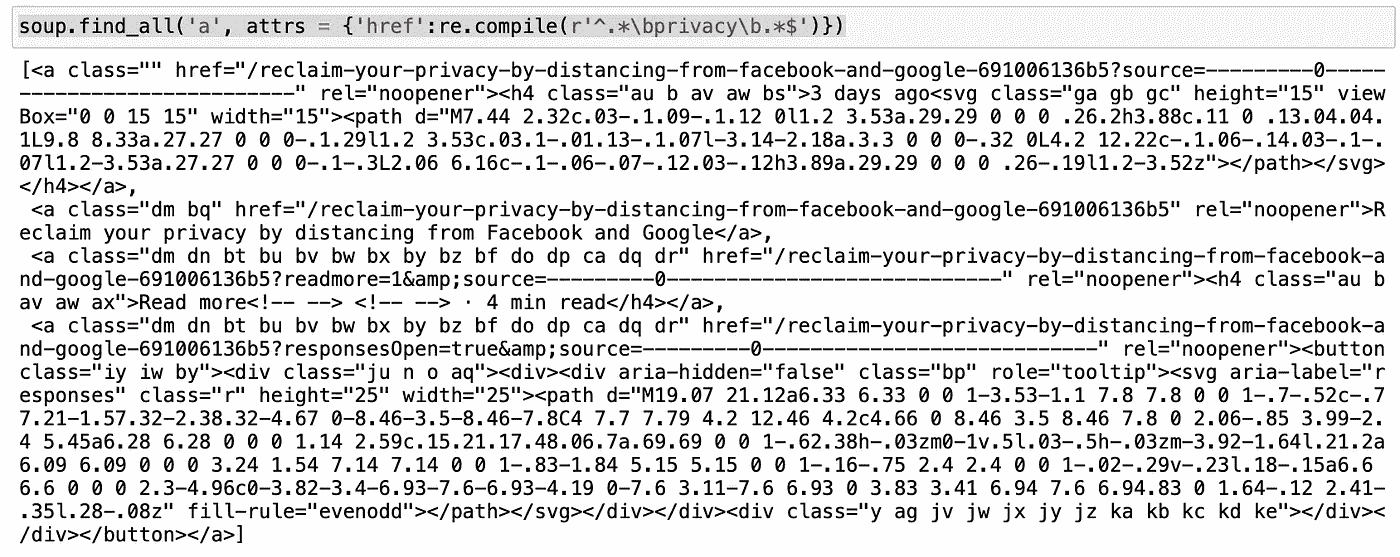 soup.find_all('a', attrs = {'href':re.compile(r'^.*\bprivacy\b.*$')})
[<a class="" href="/reclaim-your-privacy-by-distancing-from-facebook-and-google-691006136b5?source=---------0-----
--------------------------" rel="noopener"><h4 class="au b av aw bs">3 days ago<svg class="ga gb gc" height="15" view
Box="0 0 15 15" width="15"><path d="M7.44 2.32c.03-.1.09-.1.12 0l1.2 3.53a.29.29 0 0 0 .26.2h3.88c.11 0 .13.04.04.
1L9.8 8.33a.27.27 0 0 0-.1.29l1.2 3.53c.03.1-.01.13-.1.07l-3.14-2.18a.3.3 0 0 0-.32 0L4.2 12.22c-.1.06-.14.03-.1-.
07l1.2-3.53a.27.27 0 0 0-.1-.3L2.06 6.16c-.1-.06-.07-.12.03-.12h3.89a.29.29 0 0 0 .26-.19l1.2-3.52z"></path></svg>
</h4></a>,
<a class="dm bq" href="/reclaim-your-privacy-by-distancing-from-facebook-and-google-691006136b5" rel="noopener">R
eclaim your privacy by distancing from Facebook and Google</a>,
<a class="dm dn bt bu bv bw bx by bz bf do dp ca dq dr" href="/reclaim-your-privacy-by-distancing-from-facebook-a
nd-google-691006136b5?readmore=1&amp;source=---------0-------------------------------" rel="noopener"><h4 class="au b
av aw ax">Read more<!-- --> <!-- --> · 4 min read</h4></a>,
<a class="dm dn bt bu bv bw bx by bz bf do dp ca dq dr" href="/reclaim-your-privacy-by-distancing-from-facebook-a
nd-google-691006136b5?responsesOpen=true&amp;source=---------0-------------------------------" rel="noopener"><button
class="iy iw by"><div class="ju n o aq"><div><div aria-hidden="false" class="bp" role="tooltip"><svg aria-label="r
esponses" class="r" height="25" width="25"><path d="M19.07 21.12a6.33 6.33 0 0 1-3.53-1.1 7.8 7.8 0 0 1-.7-.52c-.7
7.21-1.57.32-2.38.32-4.67 0-8.46-3.5-8.46-7.8C4 7.7 7.79 4.2 12.46 4.2c4.66 0 8.46 3.5 8.46 7.8 0 2.06-.85 3.99-2.
4 5.45a6.28 6.28 0 0 0 1.14 2.59c.15.21.17.48.06.7a.69.69 0 0 1-.62.38h-.03zm0-1v.5l.03-.5h-.03zm-3.92-1.64l.21.2a
6.09 6.09 0 0 0 3.24 1.54 7.14 7.14 0 0 1-.83-1.84 5.15 5.15 0 0 1-.16-.75 2.4 2.4 0 0 1-.02-.29v-.23l.18-.15a6.6
6.6 0 0 0 2.3-4.96c0-3.82-3.4-6.93-7.6-6.93-4.19 0-7.6 3.11-7.6 6.93 0 3.83 3.41 6.94 7.6 6.94.83 0 1.64-.12 2.41-
.35l.28-.08z" fill-rule="evenodd"></path></svg></div></div><div class="y ag jv jw jx jy jz ka kb kc kd ke"></div><
/div></button></a>]